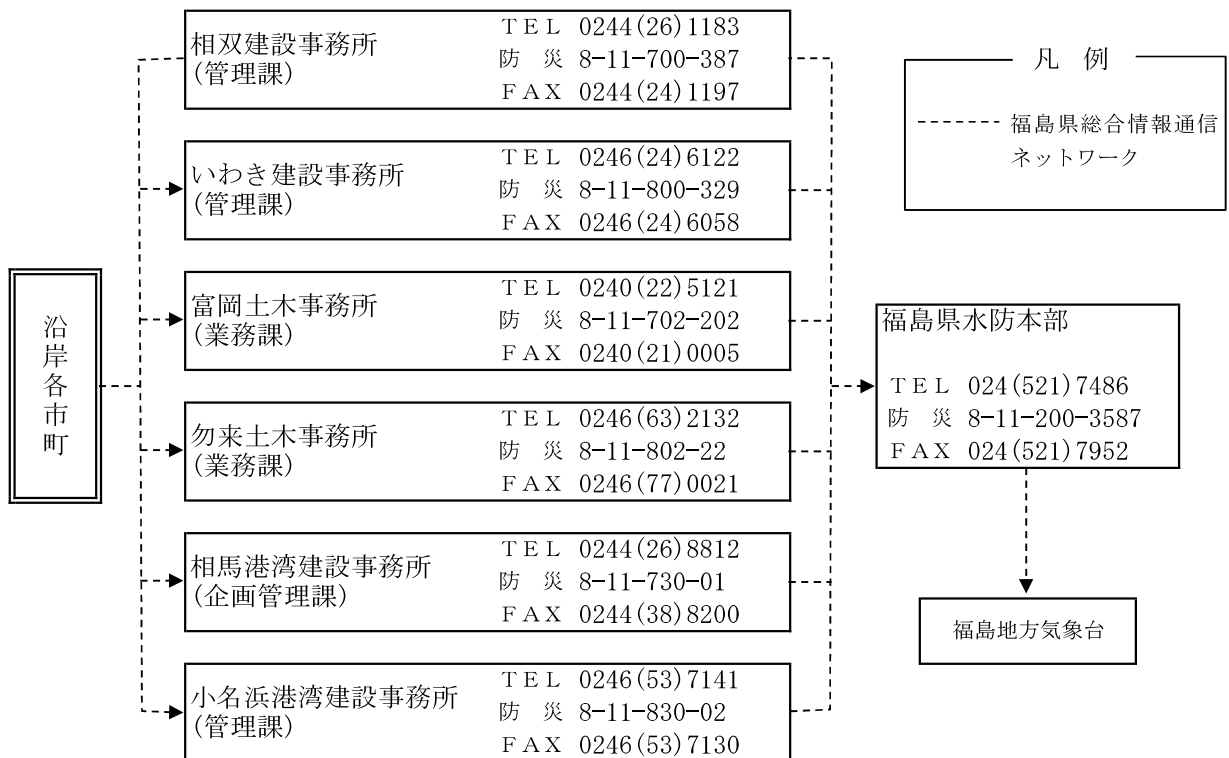 相双建設事務所
(管理課)
ＴＥＬ 0244(26)1183
防　災 8-11-700-387
ＦＡＸ 0244(24)1197
いわき建設事務所
(管理課)
ＴＥＬ 0246(24)6122
防　災 8-11-800-329
ＦＡＸ 0246(24)6058
富岡土木事務所
(業務課)
ＴＥＬ 0240(22)5121
防　災 8-11-702-202
ＦＡＸ 0240(21)0005
勿来土木事務所
(業務課)
ＴＥＬ 0246(63)2132
防　災 8-11-802-22
ＦＡＸ 0246(77)0021
相馬港湾建設事務所
(企画管理課)
ＴＥＬ 0244(26)8812
防　災 8-11-730-01
ＦＡＸ 0244(38)8200
小名浜港湾建設事務所
(管理課)
ＴＥＬ 0246(53)7141
防　災 8-11-830-02
ＦＡＸ 0246(53)7130
沿岸各市町
凡　例
福島県総合情報通信
ネットワーク
福島県水防本部
ＴＥＬ 024(521)7486
防　災 8-11-200-3587
ＦＡＸ 024(521)7952
福島地方気象台